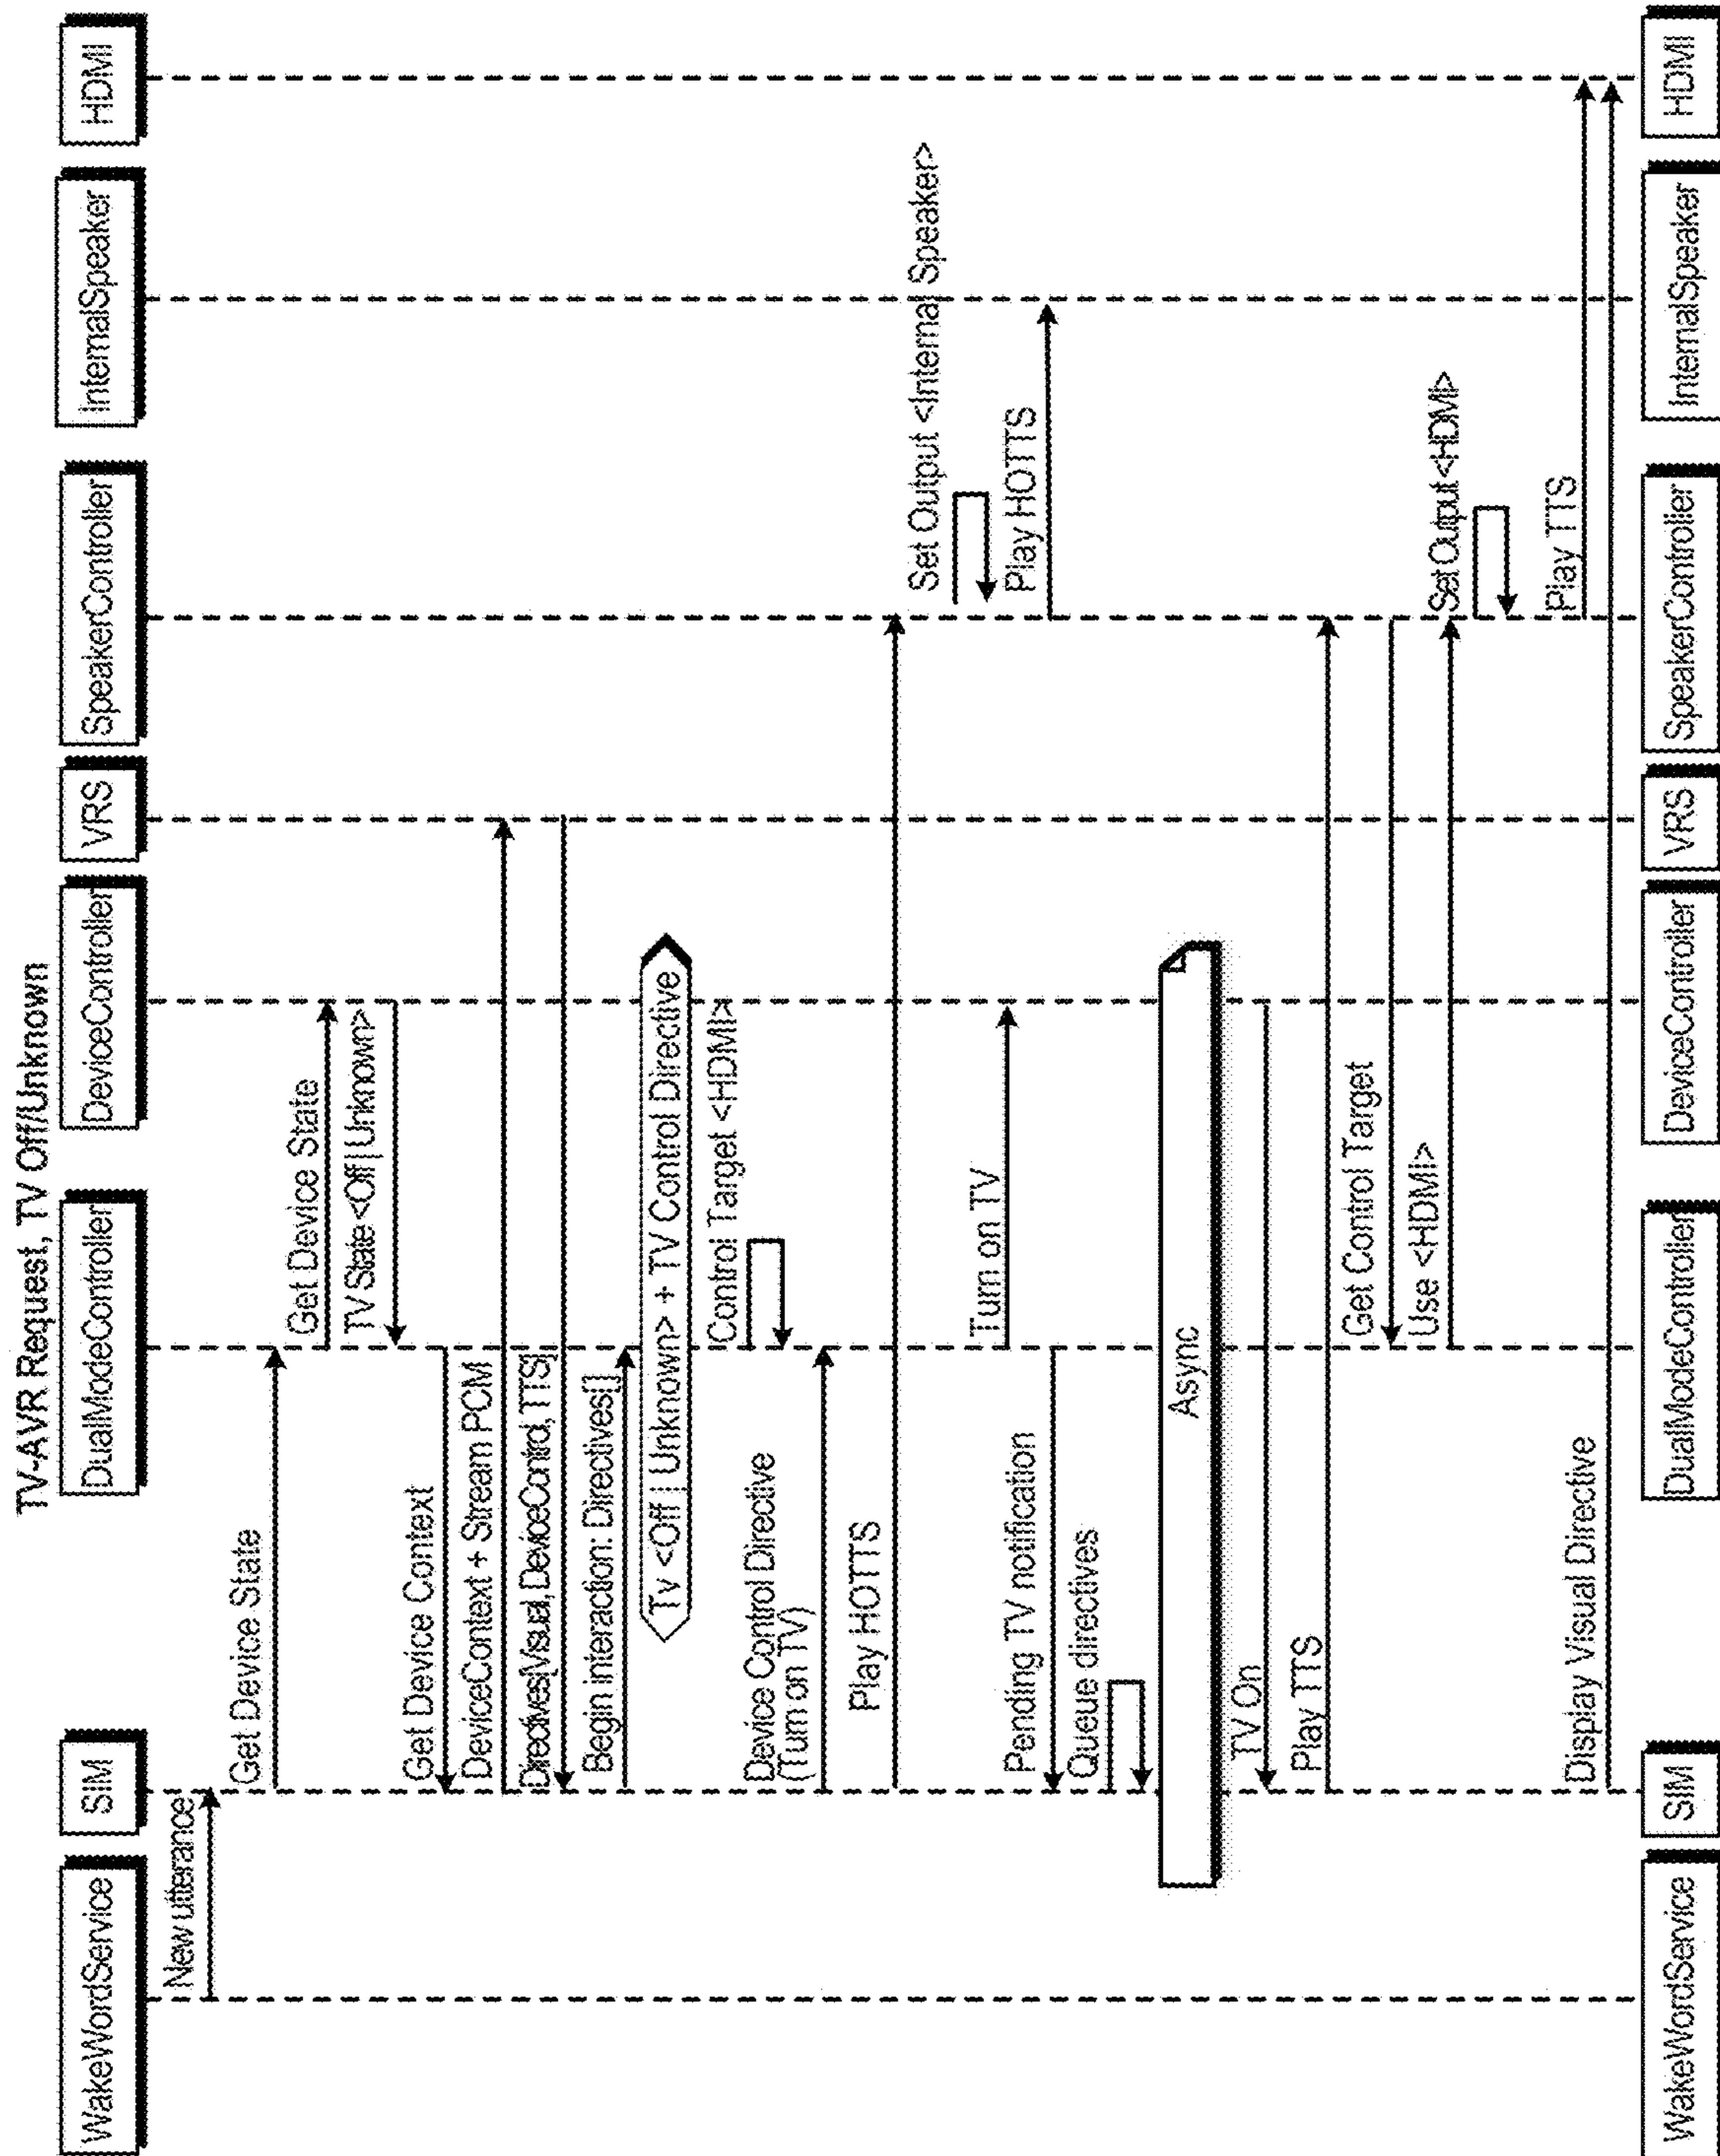 TV-AVR Request, TV Off/Unknown
WakeWordService
SIM
DualModeController
DeviceController
VRS
SpeakerController
InternalSpeaker
HDMI
New utterance
Get Device State
Get Device State
TV State <Off | Unknown>
Get Device Context
DeviceContext + Stream PCM
Directives[Visual, DeviceControl, TTS]
Begin interaction: Directives[]
Tv <Off | Unknown> + TV Control Directive
Control Target <HDMI>
Device Control Directive
(Turn on TV)
Play HOTTS
Set Output <Internal Speaker>
Play HOTTS
Turn on TV
Pending TV notification
Queue directives
Async
TV On
Play TTS
Get Control Target
Use <HDMI>
Set Output <HDMI>
Play TTS
Display Visual Directive
WakeWordService
SIM
DualModeController
DeviceController
VRS
SpeakerController
InternalSpeaker
HDMI